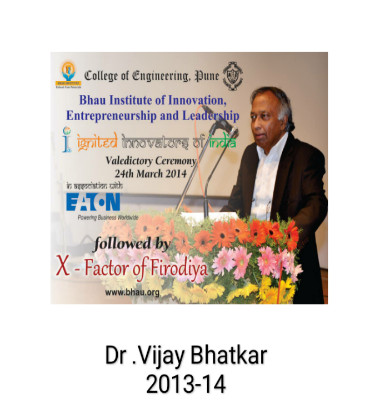 College of Engineering, Pune
Bhau Institute of Innovation,
Entrepreneurship and Leadership
ignited innovators of India
Valedictory Ceremony
24th March 2014
in association with
EATON
Powering Business Worldwide
followed by
X - Factor of Firodiya
www.bhau.org
Dr .Vijay Bhatkar
2013-14